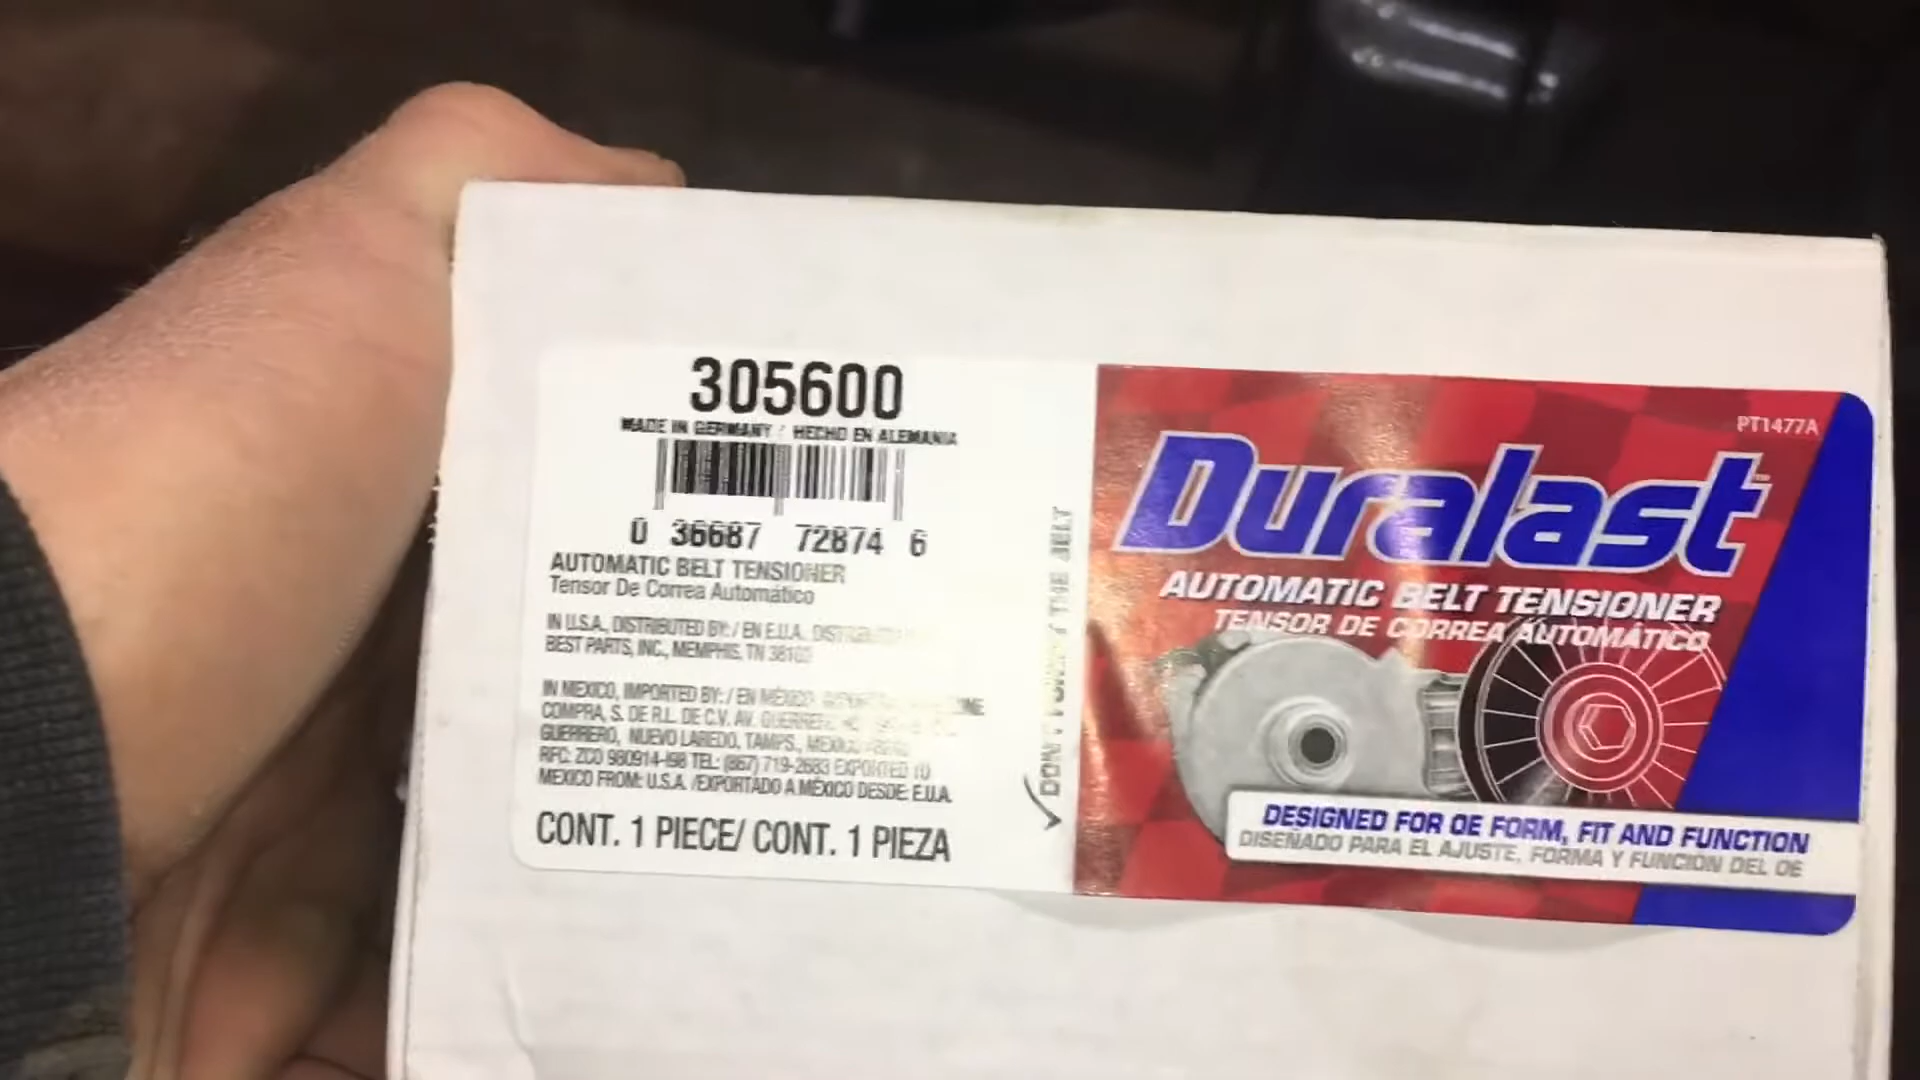 305600
MADE IN GERMANY / HECHO EN ALEMANIA
0 36687 72874 6
AUTOMATIC BELT TENSIONER
Tensor De Correa Automático
IN U.S.A., DISTRIBUTED BY: / EN E.U.A.
BEST PARTS, INC., MEMPHIS, TN
IN MEXICO, IMPORTED BY: / EN MÉXICO,
COMPRA, S. DE R.L. DE C.V. AV. GUERRERO,
GUERRERO, NUEVO LAREDO, TAMPS., MEXICO
RFC: ZCO 980914-I98 TEL: (867) 719-2683 EXPORTED TO
MEXICO FROM: U.S.A. /EXPORTADO A MÉXICO DESDE: E.U.A.
CONT. 1 PIECE/ CONT. 1 PIEZA
DON'T FORGET THE BELT
PT1477A
Duralast™
AUTOMATIC BELT TENSIONER
TENSOR DE CORREA AUTOMÁTICO
DESIGNED FOR OE FORM, FIT AND FUNCTION
DISEÑADO PARA EL AJUSTE, FORMA Y FUNCION DEL OE